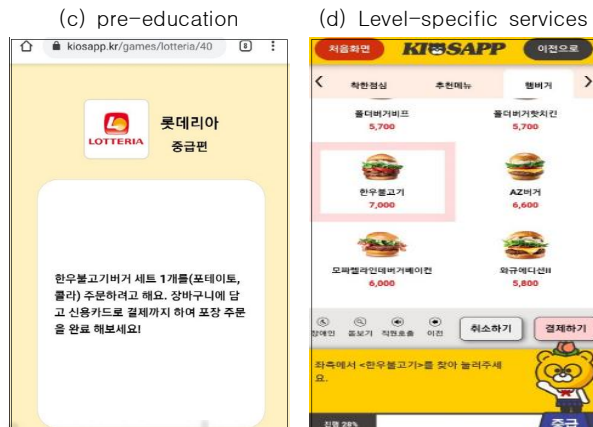 (c) pre-education
(d) Level-specific services
kiosapp.kr/games/lotteria/40
8
LOTTERIA
롯데리아
중급편
한우불고기버거 세트 1개를(포테이토,
콜라) 주문하려고 해요. 장바구니에 담
고 신용카드로 결제까지 하여 포장 주문
을 완료 해보세요!
처음화면
KIOSAPP
이전으로
착한점심
추천메뉴
햄버거
폴더버거비프
폴더버거핫치킨
5,700
5,700
한우불고기
AZ버거
7,000
6,600
모짜렐라인더버거베이컨
와규에디션II
6,000
5,800
장애인
돋보기
직원호출
이전
취소하기
결제하기
좌측에서 <한우불고기>를 찾아 눌러주세
요.
진행 28%
중급